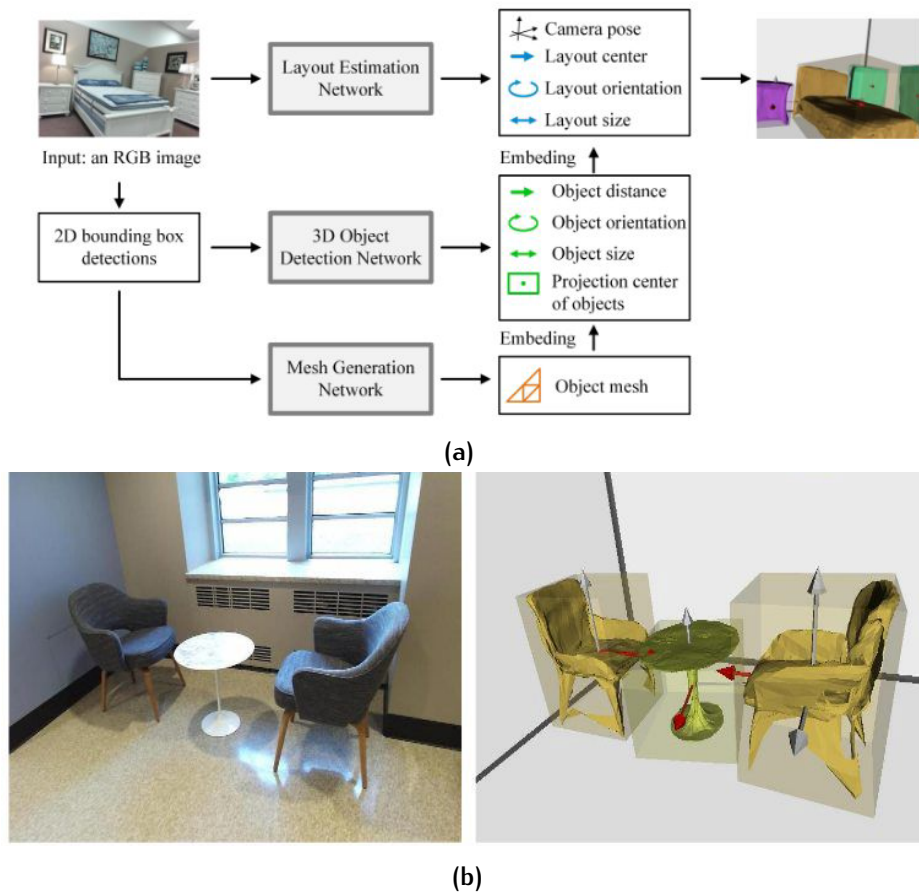 Input: an RGB image
Layout Estimation
Network
Camera pose
Layout center
Layout orientation
Layout size
Embeding
2D bounding box
detections
3D Object
Detection Network
Object distance
Object orientation
Object size
Projection center
of objects
Embeding
Mesh Generation
Network
Object mesh
(a)
(b)